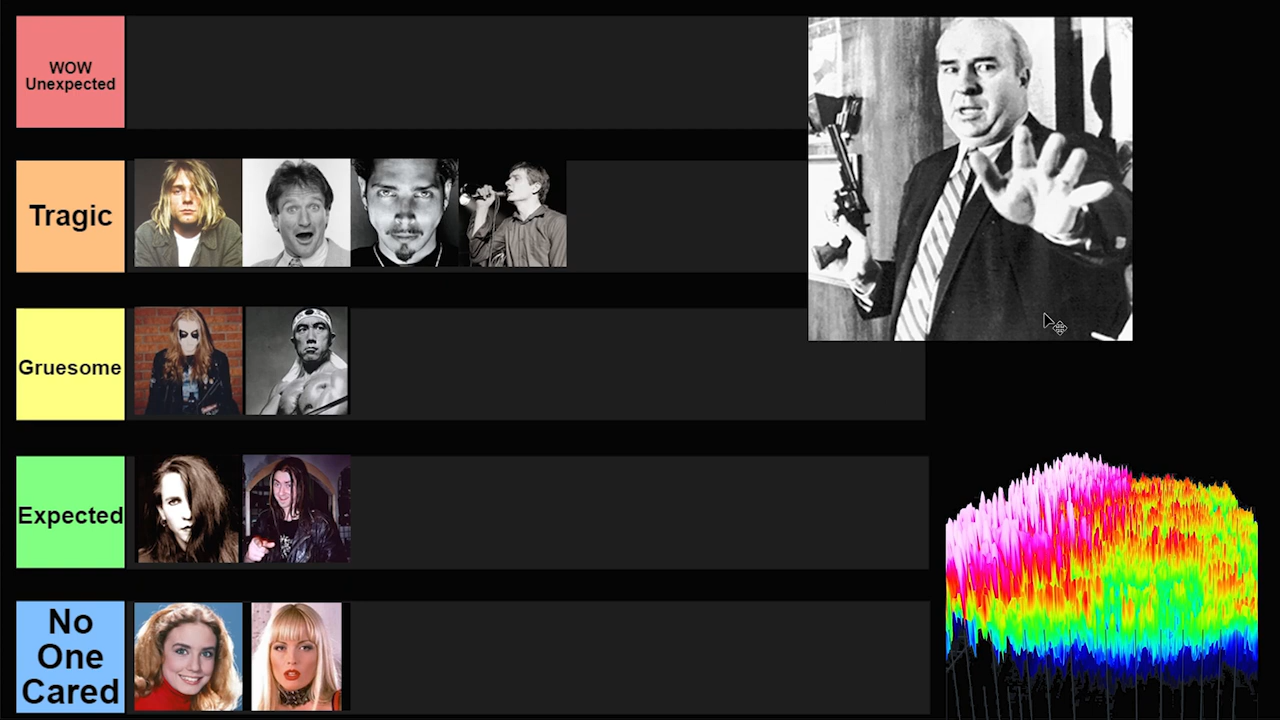 WOW
Unexpected
Tragic
Gruesome
Expected
No
One
Cared